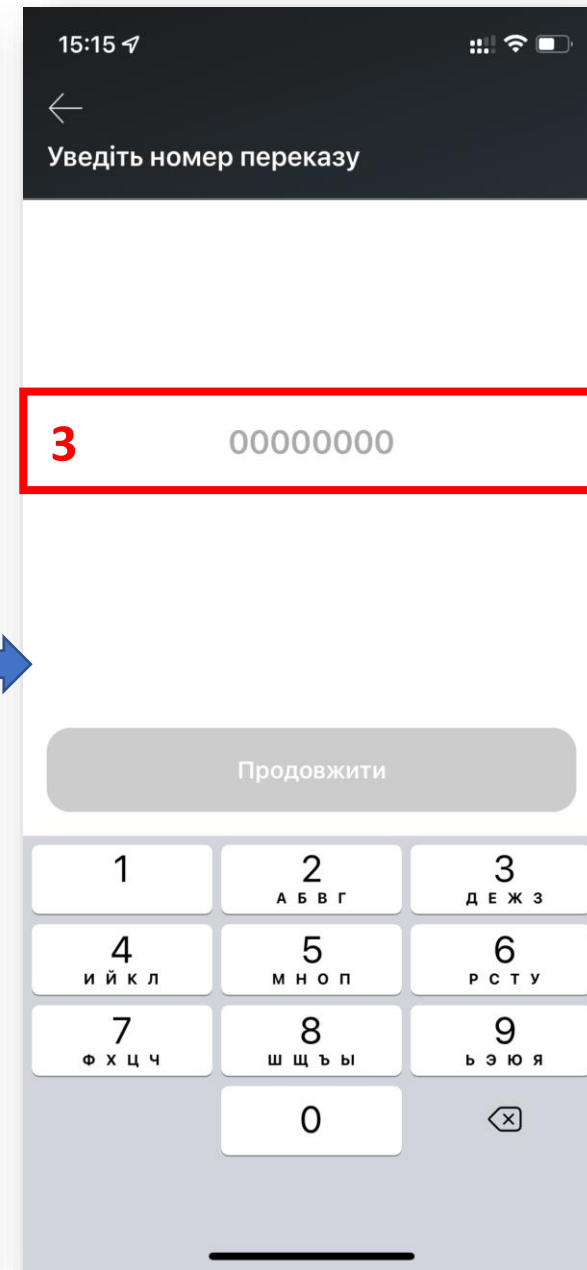 15:15
Уведіть номер переказу
3 00000000
Продовжити
1 2 3
А Б В Г Д Е Ж З
4 5 6
И Й К Л М Н О П Р С Т У
7 8 9
Ф Х Ц Ч Ш Щ Ъ Ы Ь Э Ю Я
0